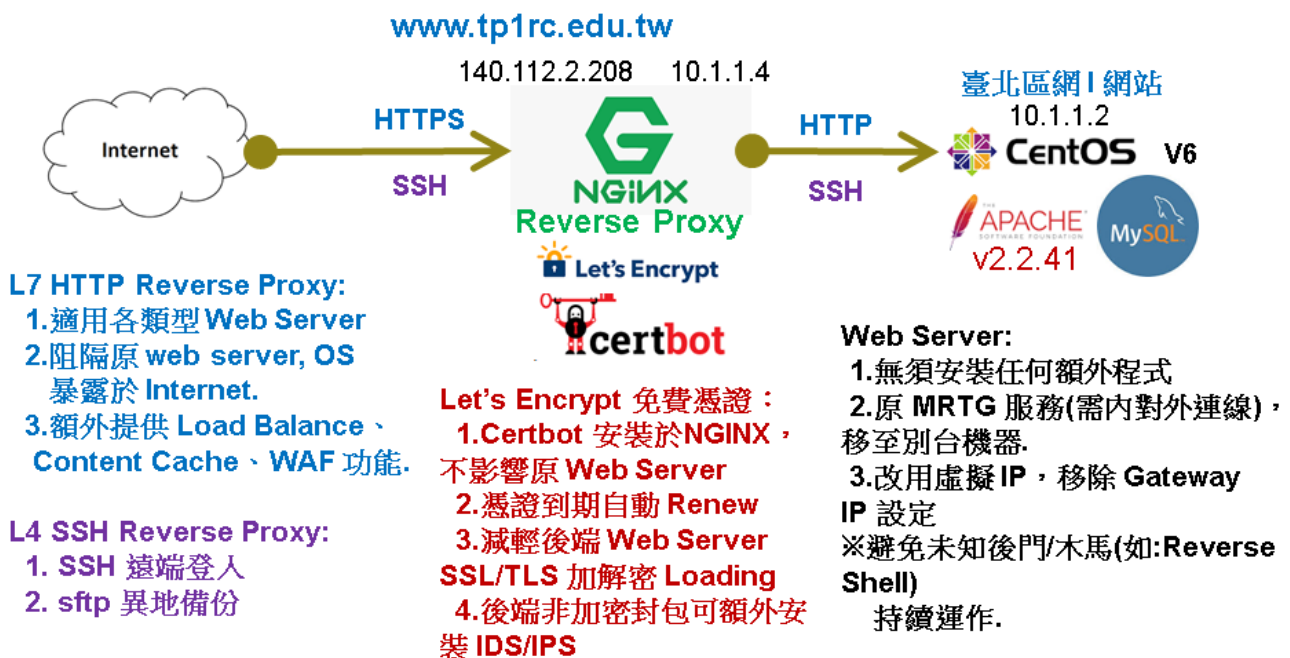 www.tp1rc.edu.tw
140.112.2.208 10.1.1.4
臺北區網 I 網站
10.1.1.2
CentOS V6
Internet
HTTPS
SSH
NGiNX
Reverse Proxy
HTTP
SSH
THE
APACHE
SOFTWARE FOUNDATION
v2.2.41
MySQL
Let's Encrypt
certbot
L7 HTTP Reverse Proxy:
1.適用各類型 Web Server
2.阻隔原 web server, OS
暴露於 Internet.
3.額外提供 Load Balance、
Content Cache、WAF 功能.
L4 SSH Reverse Proxy:
1. SSH 遠端登入
2. sftp 異地備份
Let's Encrypt 免費憑證：
1.Certbot 安裝於NGINX，
不影響原 Web Server
2.憑證到期自動 Renew
3.減輕後端 Web Server
SSL/TLS 加解密 Loading
4.後端非加密封包可額外安
裝 IDS/IPS
Web Server:
1.無須安裝任何額外程式
2.原 MRTG 服務(需內對外連線)，
移至別台機器.
3.改用虛擬 IP，移除 Gateway
IP 設定
※避免未知後門/木馬(如:Reverse
Shell)
持續運作.